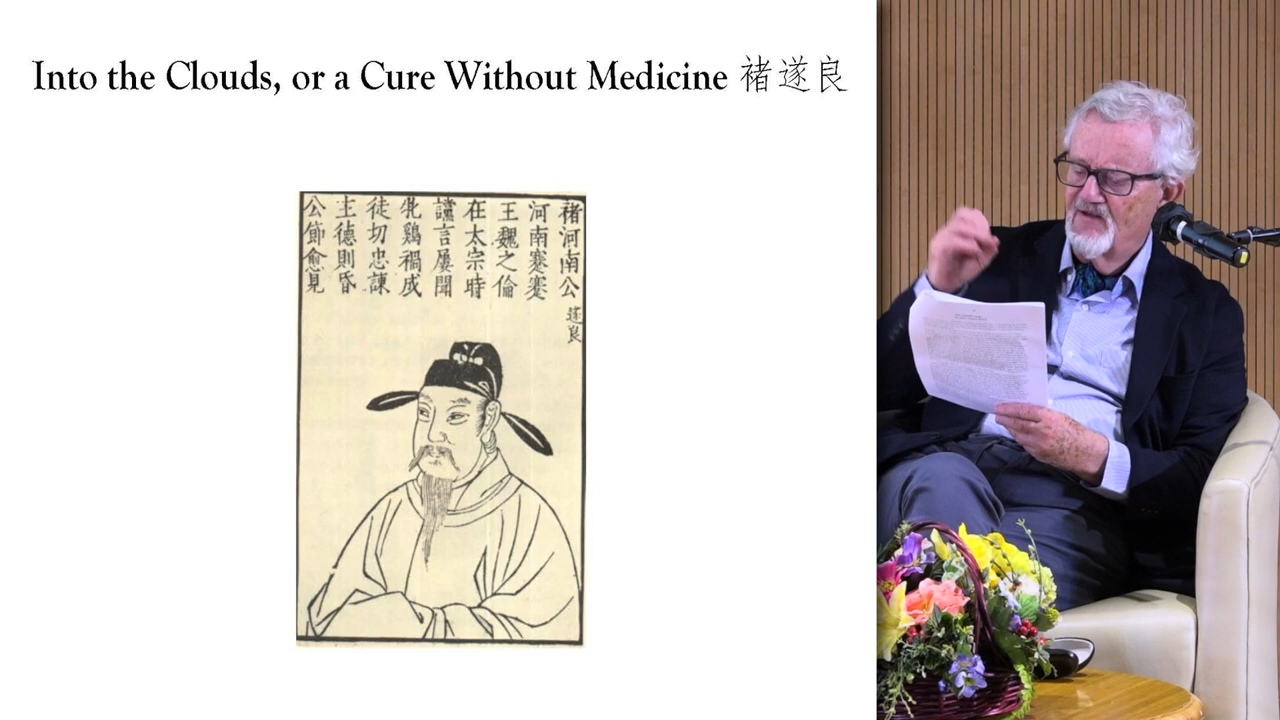 Into the Clouds, or a Cure Without Medicine 褚遂良
褚河南公 遂良
河南蹇蹇
王魏之倫
在太宗時
讜言屢聞
牝鷄禍成
徒切忠諫
主德則昏
公節愈見